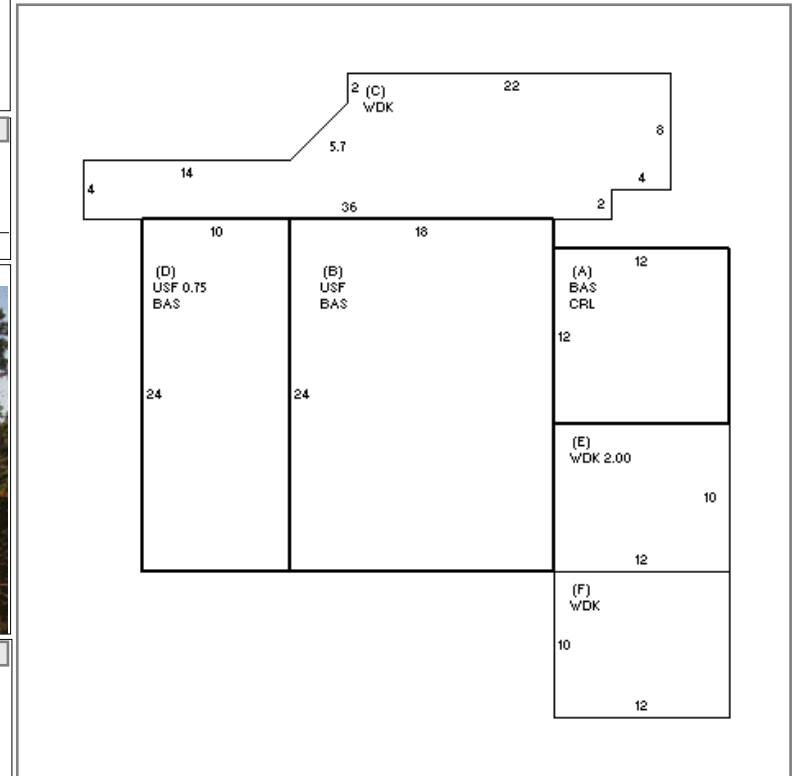 22
2 (C)
WDK
8
5.7
14
4
4
36
2
10
18
12
(D)
USF 0.75
BAS
(B)
USF
BAS
(A)
BAS
CRL
12
24
24
(E)
WDK 2.00
10
12
(F)
WDK
10
12